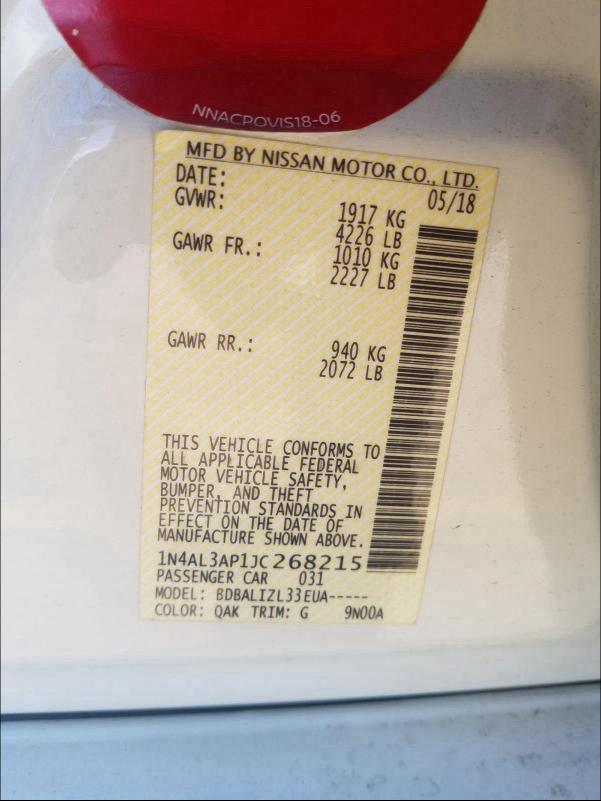 NNACPOVIS18-06
MFD BY NISSAN MOTOR CO., LTD.
DATE: 05/18
GVWR: 1917 KG
4226 LB
GAWR FR.: 1010 KG
2227 LB
GAWR RR.: 940 KG
2072 LB
THIS VEHICLE CONFORMS TO
ALL APPLICABLE FEDERAL
MOTOR VEHICLE SAFETY,
BUMPER, AND THEFT
PREVENTION STANDARDS IN
EFFECT ON THE DATE OF
MANUFACTURE SHOWN ABOVE.
1N4AL3AP1JC268215
PASSENGER CAR 031
MODEL: BDBALIZL33EUA-----
COLOR: QAK TRIM: G 9N00A